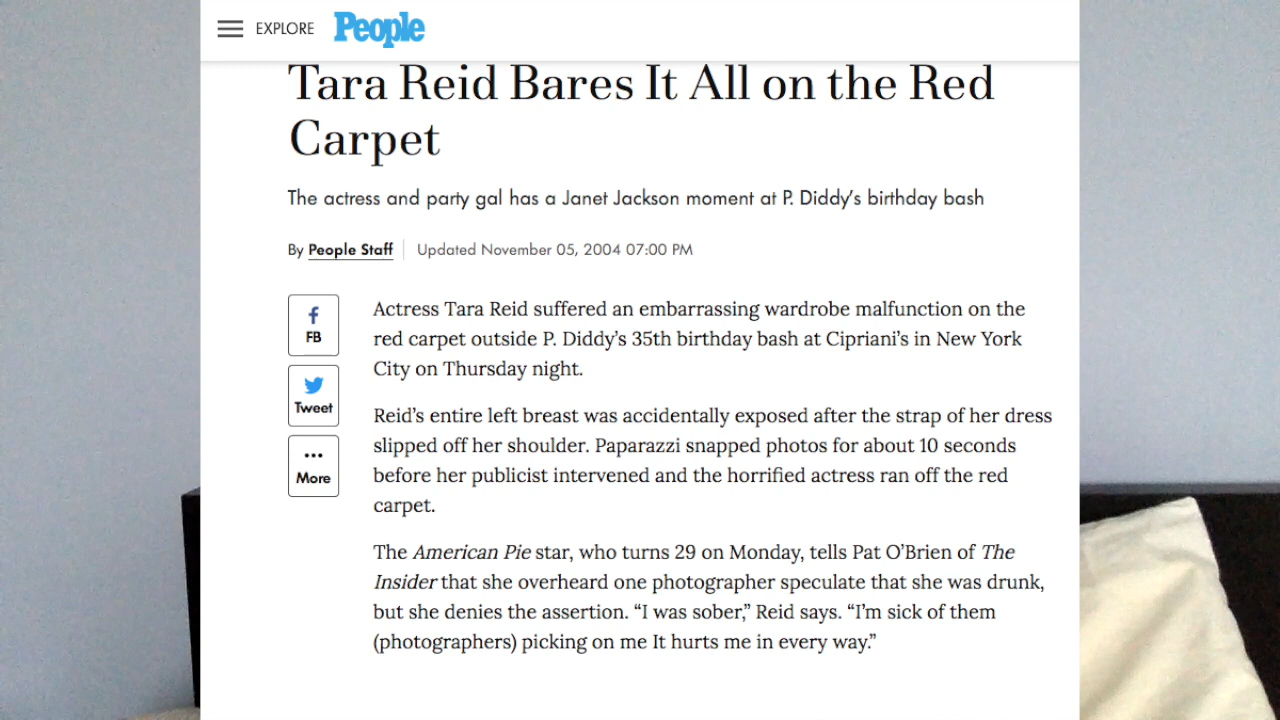 EXPLORE People
Tara Reid Bares It All on the Red
Carpet
The actress and party gal has a Janet Jackson moment at P. Diddy's birthday bash
By People Staff Updated November 05, 2004 07:00 PM
FB
Tweet
More
Actress Tara Reid suffered an embarrassing wardrobe malfunction on the
red carpet outside P. Diddy’s 35th birthday bash at Cipriani’s in New York
City on Thursday night.
Reid’s entire left breast was accidentally exposed after the strap of her dress
slipped off her shoulder. Paparazzi snapped photos for about 10 seconds
before her publicist intervened and the horrified actress ran off the red
carpet.
The American Pie star, who turns 29 on Monday, tells Pat O’Brien of The
Insider that she overheard one photographer speculate that she was drunk,
but she denies the assertion. “I was sober,” Reid says. “I’m sick of them
(photographers) picking on me It hurts me in every way.”